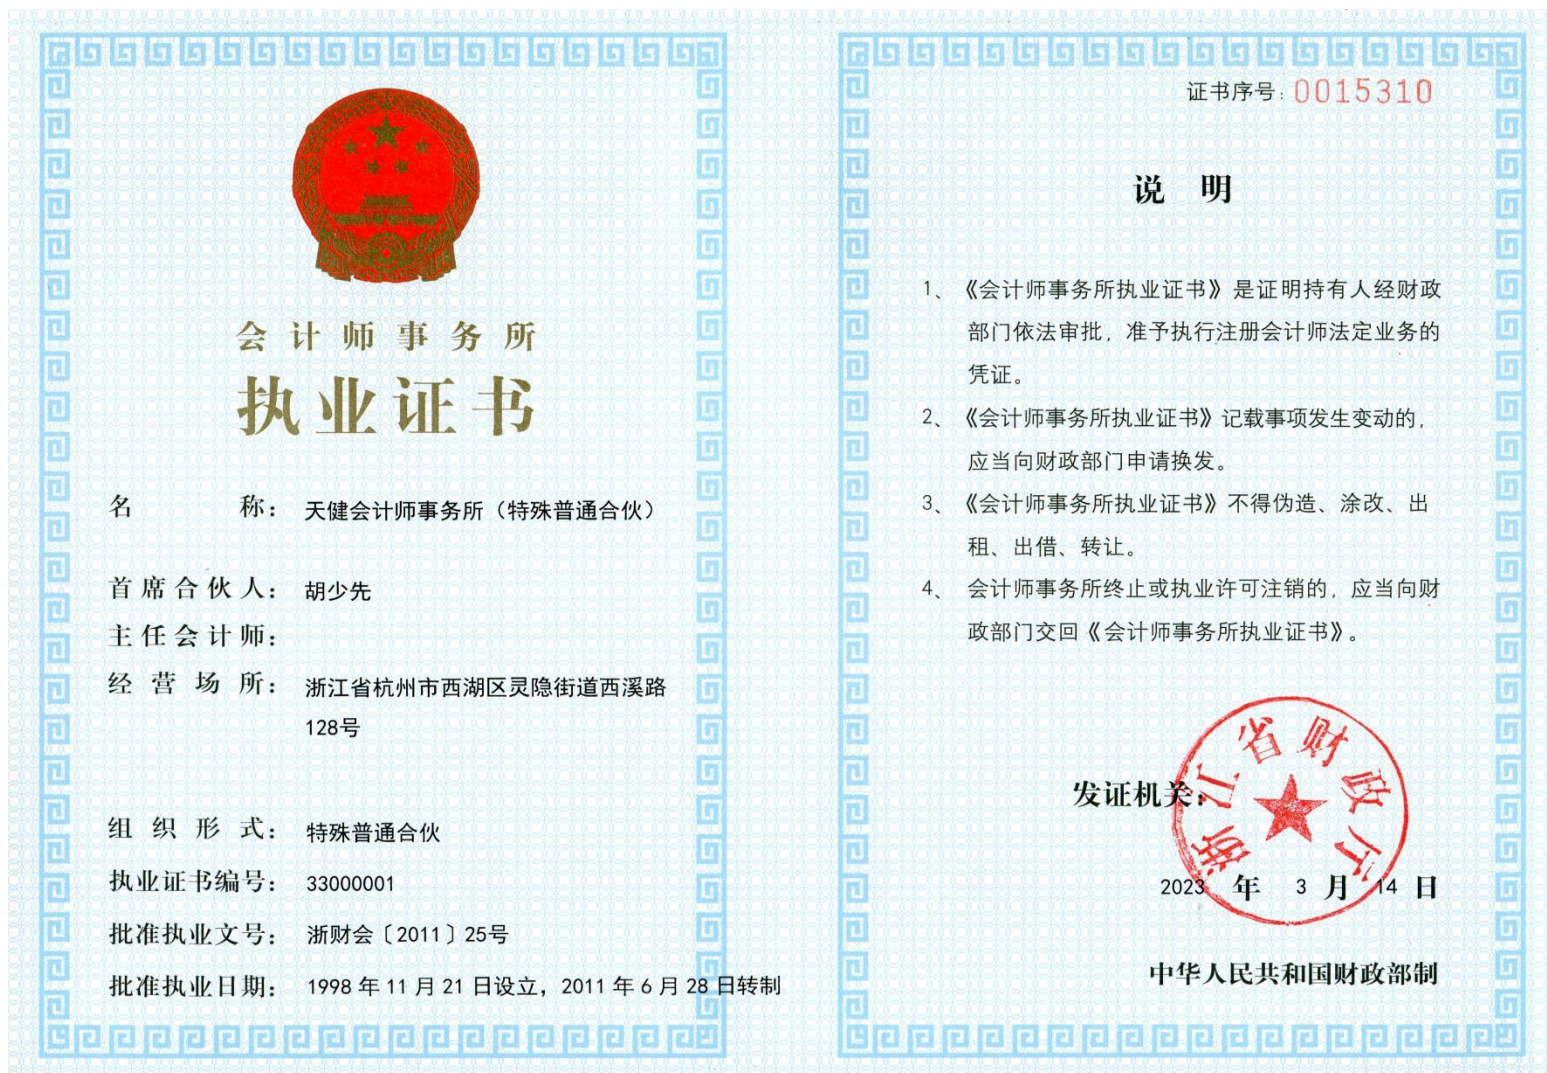 会计师事务所
执业证书
名称： 天健会计师事务所（特殊普通合伙）
首席合伙人： 胡少先
主任会计师：
经营场所： 浙江省杭州市西湖区灵隐街道西溪路
128号
组织形式： 特殊普通合伙
执业证书编号： 33000001
批准执业文号： 浙财会〔2011〕25号
批准执业日期： 1998 年 11 月 21 日设立，2011 年 6 月 28 日转制
证书序号：0015310
说 明
1、《会计师事务所执业证书》是证明持有人经财政
部门依法审批，准予执行注册会计师法定业务的
凭证。
2、《会计师事务所执业证书》记载事项发生变动的，
应当向财政部门申请换发。
3、《会计师事务所执业证书》不得伪造、涂改、出
租、出借、转让。
4、 会计师事务所终止或执业许可注销的，应当向财
政部门交回《会计师事务所执业证书》。
发证机关：
浙江省财政厅
2023 年 3 月 14 日
中华人民共和国财政部制